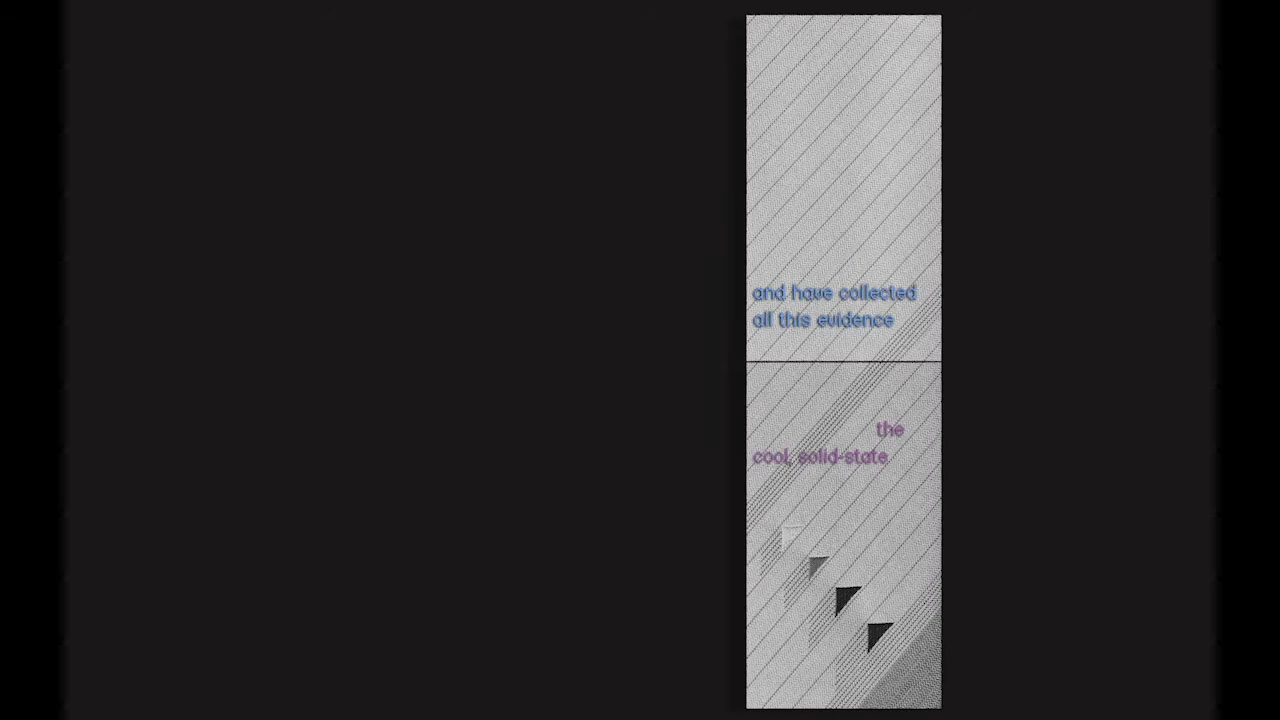 and have collected
all this evidence
the
cool, solid-state